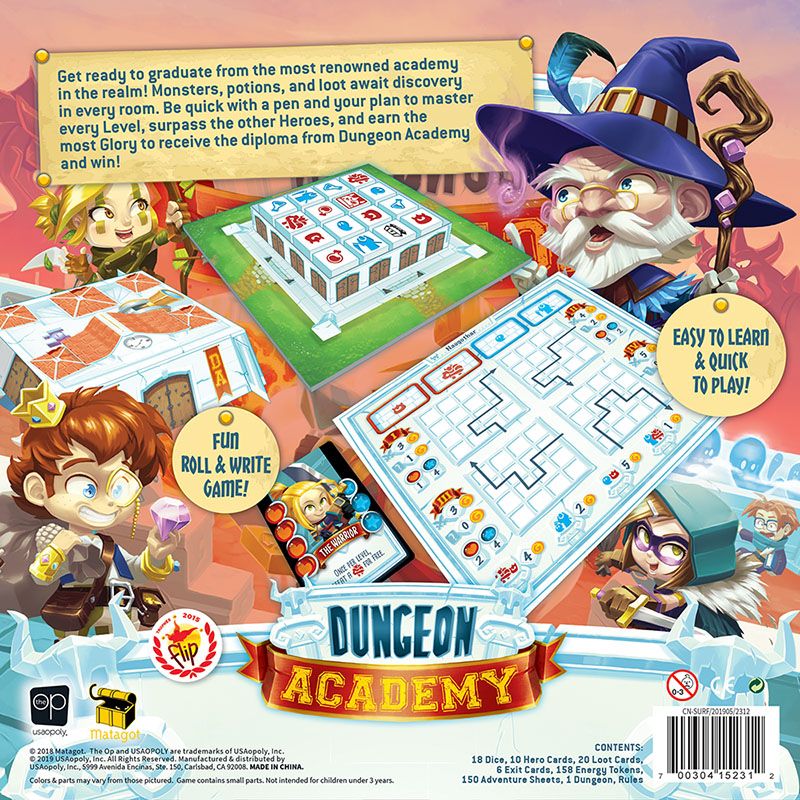 Get ready to graduate from the most renowned academy
in the realm! Monsters, potions, and loot await discovery
in every room. Be quick with a pen and your plan to master
every Level, surpass the other Heroes, and earn the
most Glory to receive the diploma from Dungeon Academy
and win!
EASY TO LEARN
& QUICK
TO PLAY!
DA
FUN
ROLL & WRITE
GAME!
THE WARRIOR
ONCE PER LEVEL,
FOR FREE.
DUNGEON
ACADEMY
2015
flip
the op
usaopoly
Matagot
0-3
CE
CN-SURF/201905/2312
© 2018 Matagot. The Op and USAOPOLY are trademarks of USAopoly, Inc.
© 2019 USAopoly, Inc. All Rights Reserved. Manufactured & distributed by
USAopoly, Inc., 5999 Avenida Encinas, Ste. 150, Carlsbad, CA 92008. MADE IN CHINA.
Colors & parts may vary from those pictured. Game contains small parts. Not intended for children under 3 years.
CONTENTS:
18 Dice, 10 Hero Cards, 20 Loot Cards,
6 Exit Cards, 158 Energy Tokens,
150 Adventure Sheets, 1 Dungeon, Rules
7 00304 15231 2